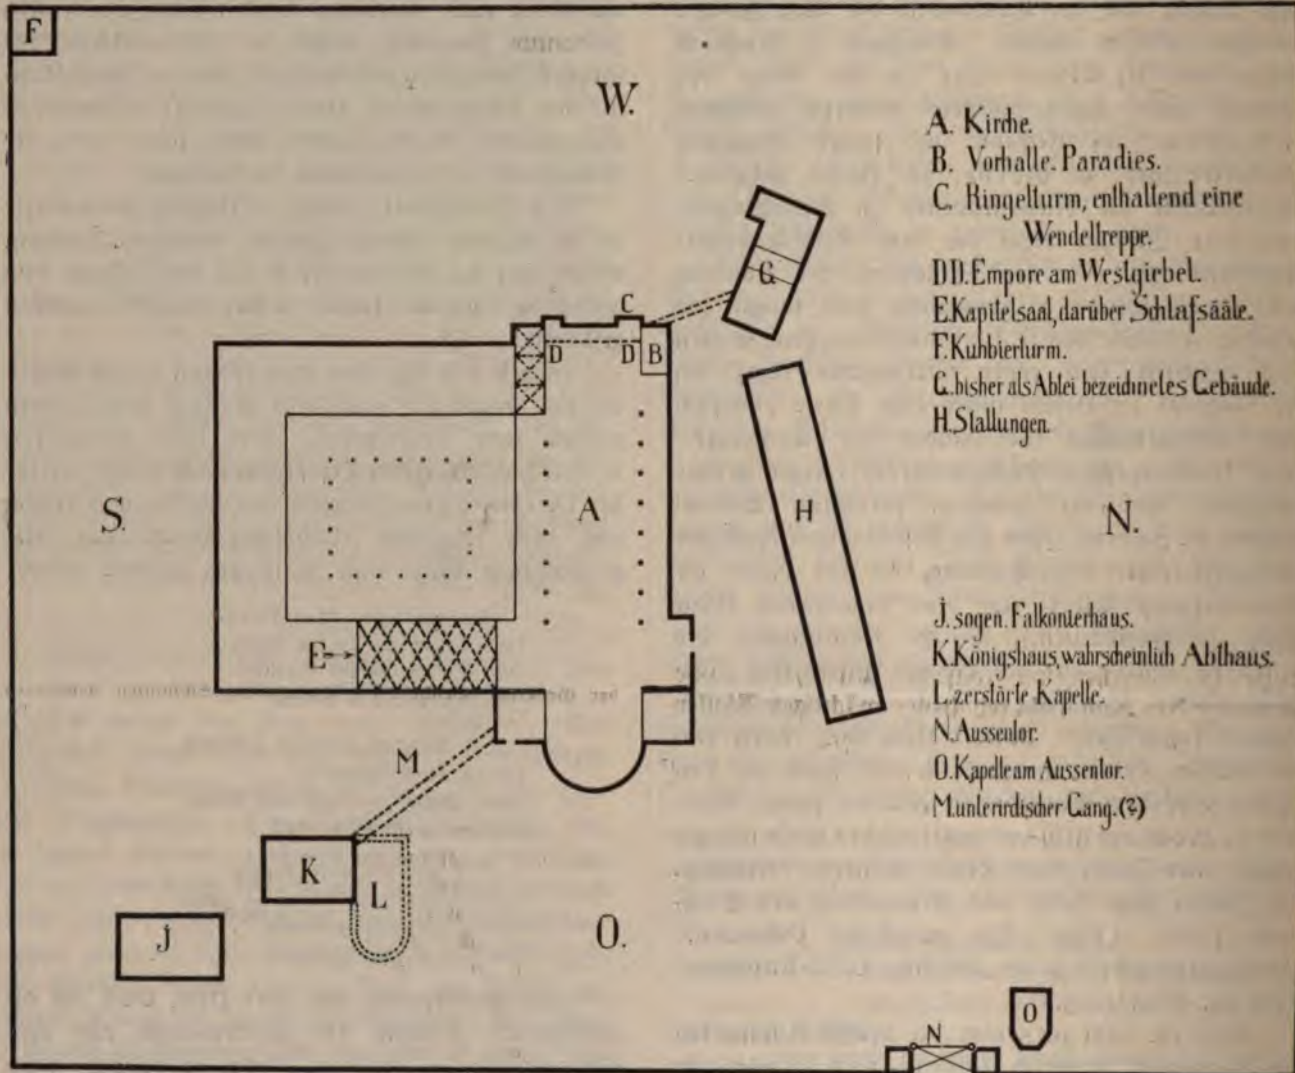 F
W.
A. Kirche.
B. Vorhalle. Paradies.
C. Ringelturm, enthaltend eine
Wendeltreppe.
DD. Empore am Westgiebel.
E. Kapitelsaal, darüber Schlafsääle.
F. Kuhbierturm.
G. bisher als Abtei bezeichnetes Gebäude.
H. Stallungen.
G
C
D D B
S.
A
H
N.
E
J. sogen. Falkonierhaus.
K. Königshaus, wahrscheinlich Abthaus.
L. zerstörte Kapelle.
N. Aussentor.
O. Kapelle am Aussentor.
M. unterirdischer Gang. (?)
M
K
L
J
O.
O
N